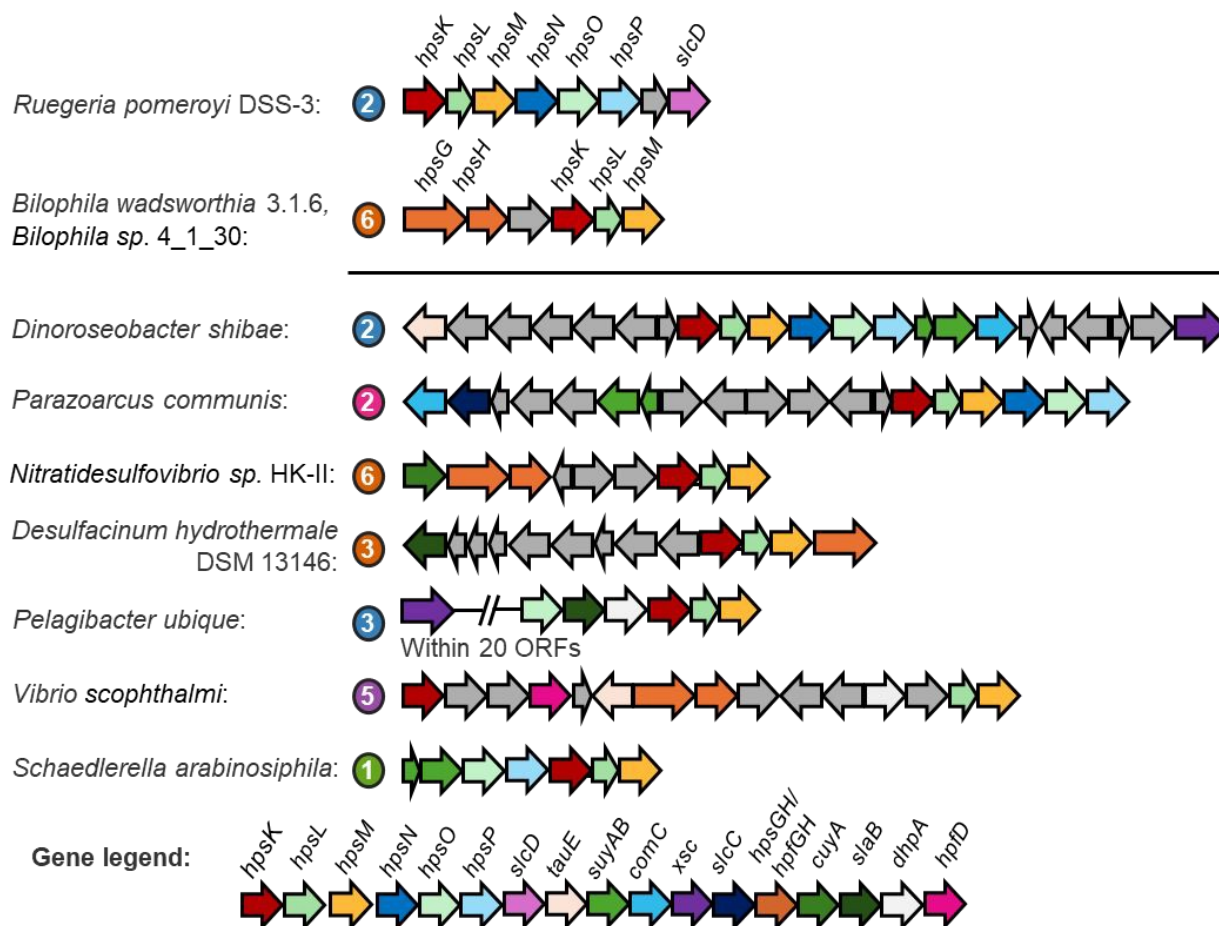 hpsK hpsL hpsM hpsN hpsO hpsP slcD
Ruegeria pomeroyi DSS-3: 2
hpsG hpsH hpsK hpsL hpsM
Bilophila wadsworthia 3.1.6,
Bilophila sp. 4_1_30: 6
Dinoroseobacter shibae: 2
Parazoarcus communis: 2
Nitratidesulfovibrio sp. HK-II: 6
Desulfacinum hydrothermale
DSM 13146: 3
Pelagibacter ubique: 3
Within 20 ORFs
Vibrio scophthalmi: 5
Schaedlerella arabinosiphila: 1
hpsK hpsL hpsM hpsN hpsO hpsP slcD tauE suyAB comC xsc slcC hpsGH/ hpfGH cuyA slaB dhpA hpfD
Gene legend: